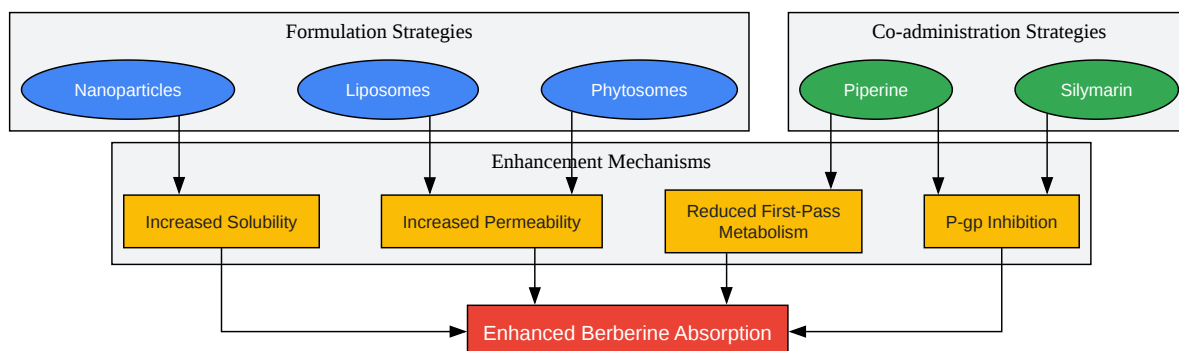 Formulation Strategies
Co-administration Strategies
Nanoparticles
Liposomes
Phytosomes
Piperine
Silymarin
Enhancement Mechanisms
Increased Solubility
Increased Permeability
Reduced First-Pass
Metabolism
P-gp Inhibition
Enhanced Berberine Absorption